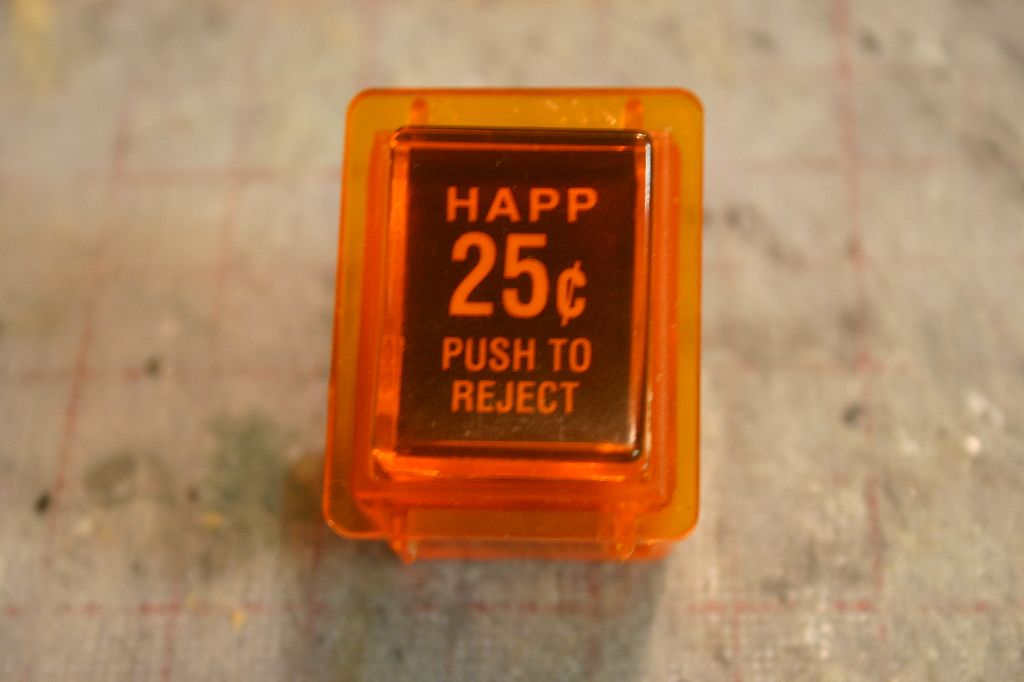 HAPP
25¢
PUSH TO
REJECT